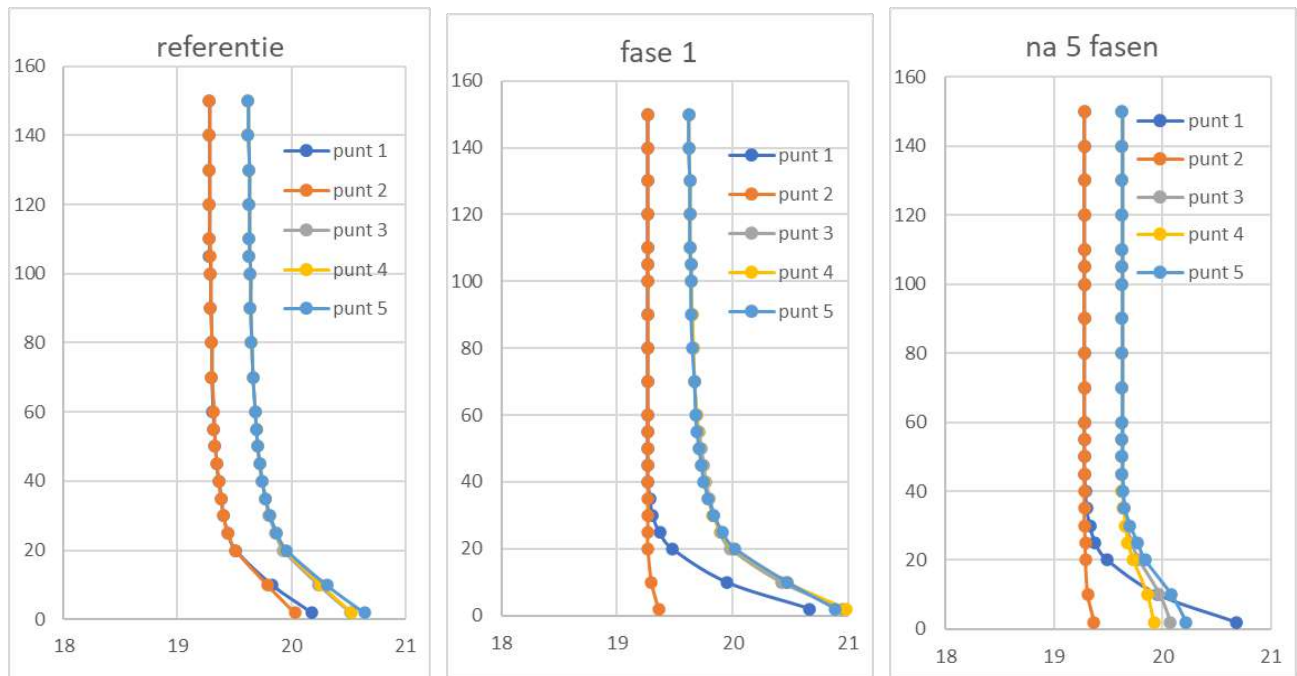 referentie
160
140
120
100
80
60
40
20
0
18 19 20 21
punt 1
punt 2
punt 3
punt 4
punt 5
fase 1
160
140
120
100
80
60
40
20
0
18 19 20 21
punt 1
punt 2
punt 3
punt 4
punt 5
na 5 fasen
160
140
120
100
80
60
40
20
0
18 19 20 21
punt 1
punt 2
punt 3
punt 4
punt 5